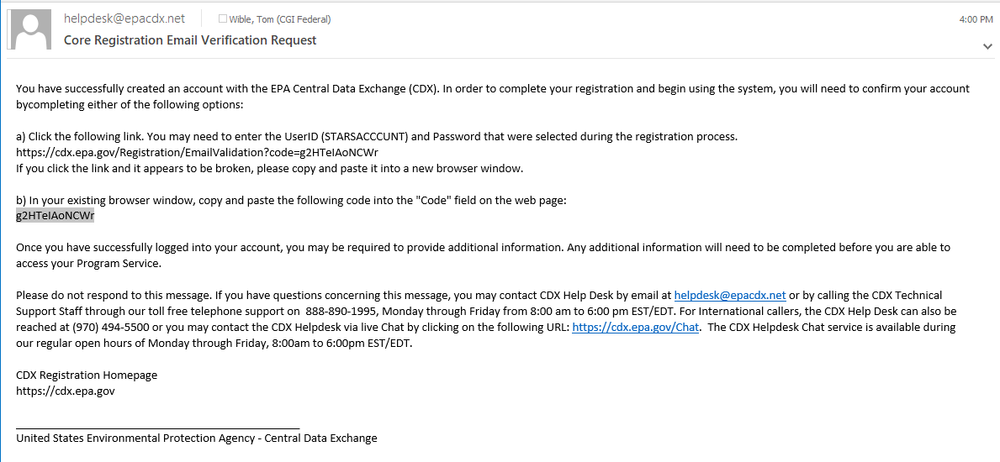 helpdesk@epacdx.net Wible, Tom (CGI Federal) 4:00 PM
Core Registration Email Verification Request
You have successfully created an account with the EPA Central Data Exchange (CDX). In order to complete your registration and begin using the system, you will need to confirm your account
bycompleting either of the following options:
a) Click the following link. You may need to enter the UserID (STARSACCCUNT) and Password that were selected during the registration process.
https://cdx.epa.gov/Registration/EmailValidation?code=g2HTeIAoNCWr
If you click the link and it appears to be broken, please copy and paste it into a new browser window.
b) In your existing browser window, copy and paste the following code into the "Code" field on the web page:
g2HTeIAoNCWr
Once you have successfully logged into your account, you may be required to provide additional information. Any additional information will need to be completed before you are able to
access your Program Service.
Please do not respond to this message. If you have questions concerning this message, you may contact CDX Help Desk by email at helpdesk@epacdx.net or by calling the CDX Technical
Support Staff through our toll free telephone support on 888-890-1995, Monday through Friday from 8:00 am to 6:00 pm EST/EDT. For International callers, the CDX Help Desk can also be
reached at (970) 494-5500 or you may contact the CDX Helpdesk via live Chat by clicking on the following URL: https://cdx.epa.gov/Chat. The CDX Helpdesk Chat service is available during
our regular open hours of Monday through Friday, 8:00am to 6:00pm EST/EDT.
CDX Registration Homepage
https://cdx.epa.gov
United States Environmental Protection Agency - Central Data Exchange